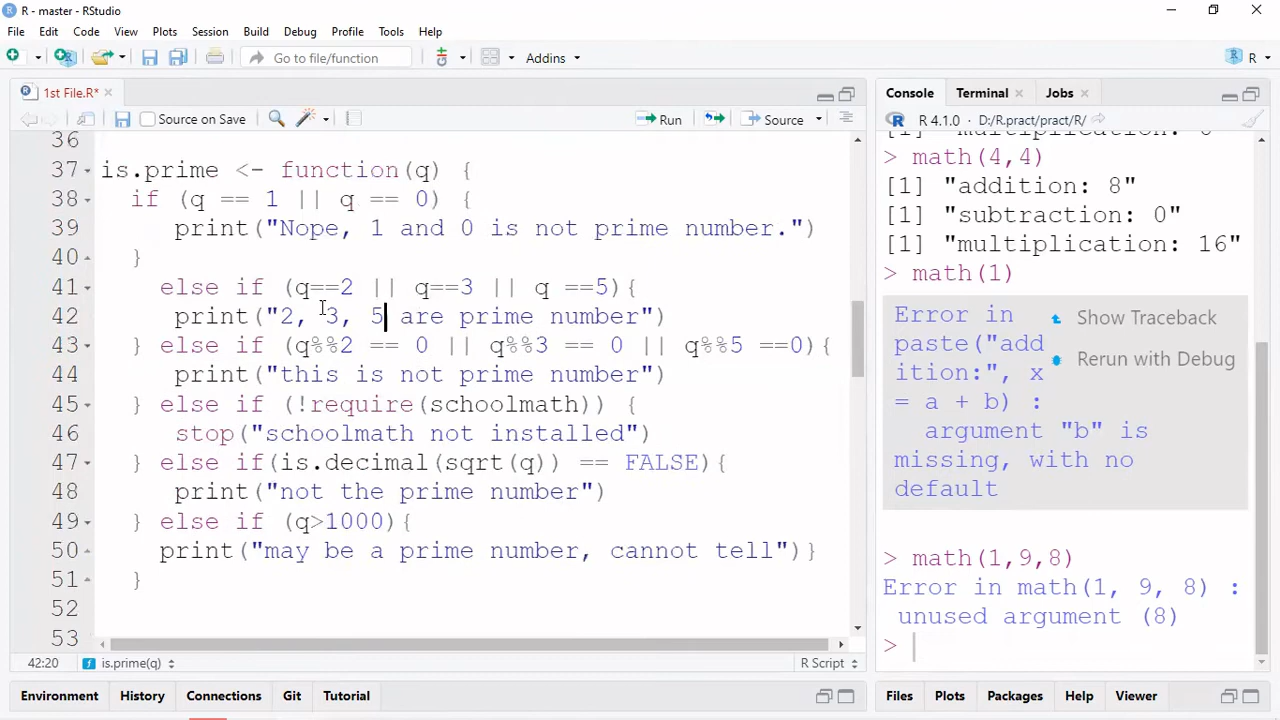 R - master - RStudio
File Edit Code View Plots Session Build Debug Profile Tools Help
Go to file/function Addins R
1st File.R*
Source on Save Run Source
36
37 is.prime <- function(q) {
38 if (q == 1 || q == 0) {
39 print("Nope, 1 and 0 is not prime number.")
40 }
41 else if (q==2 || q==3 || q ==5){
42 print("2, 3, 5 are prime number")
43 } else if (q%%2 == 0 || q%%3 == 0 || q%%5 ==0){
44 print("this is not prime number")
45 } else if (!require(schoolmath)) {
46 stop("schoolmath not installed")
47 } else if(is.decimal(sqrt(q)) == FALSE){
48 print("not the prime number")
49 } else if (q>1000){
50 print("may be a prime number, cannot tell")}
51 }
52
53
42:20 is.prime(q) R Script
Environment History Connections Git Tutorial
Console Terminal Jobs
R 4.1.0 D:/R.pract/pract/R/
> math(4,4)
[1] "addition: 8"
[1] "subtraction: 0"
[1] "multiplication: 16"
> math(1)
Error in
paste("add
ition:", x
= a + b) :
argument "b" is
missing, with no
default
Show Traceback
Rerun with Debug
> math(1,9,8)
Error in math(1, 9, 8) :
unused argument (8)
>
Files Plots Packages Help Viewer